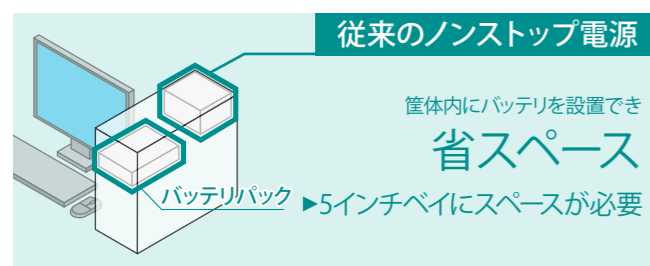 従来のノンストップ電源
筐体内にバッテリを設置でき
省スペース
バッテリパック
▶5インチベイにスペースが必要